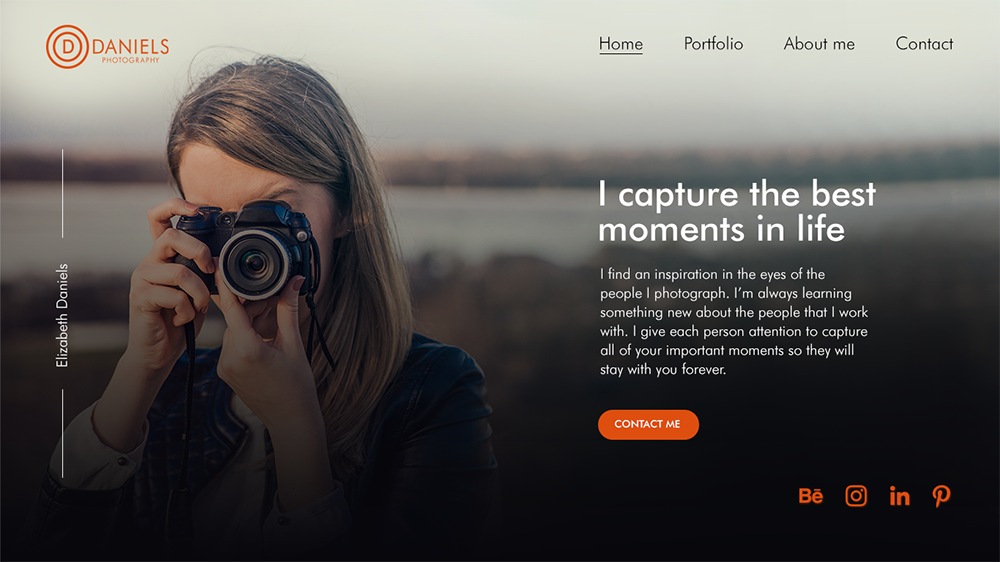 D DANIELS
PHOTOGRAPHY
Home Portfolio About me Contact
Elizabeth Daniels
I capture the best
moments in life
I find an inspiration in the eyes of the
people I photograph. I’m always learning
something new about the people that I work
with. I give each person attention to capture
all of your important moments so they will
stay with you forever.
CONTACT ME
Bē in